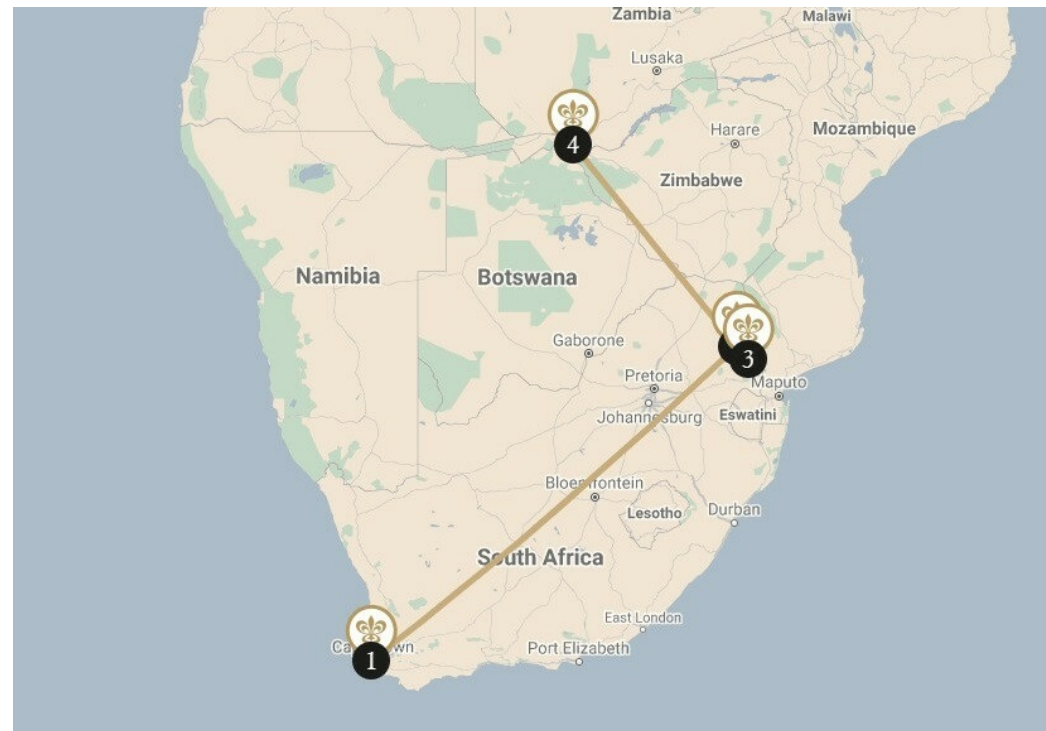 Zambia
Malawi
Lusaka
4
Harare
Mozambique
Zimbabwe
Namibia
Botswana
Gaborone
3
Pretoria
Maputo
Johannesburg
Eswatini
Bloemfontein
Lesotho
Durban
South Africa
East London
Port Elizabeth
1